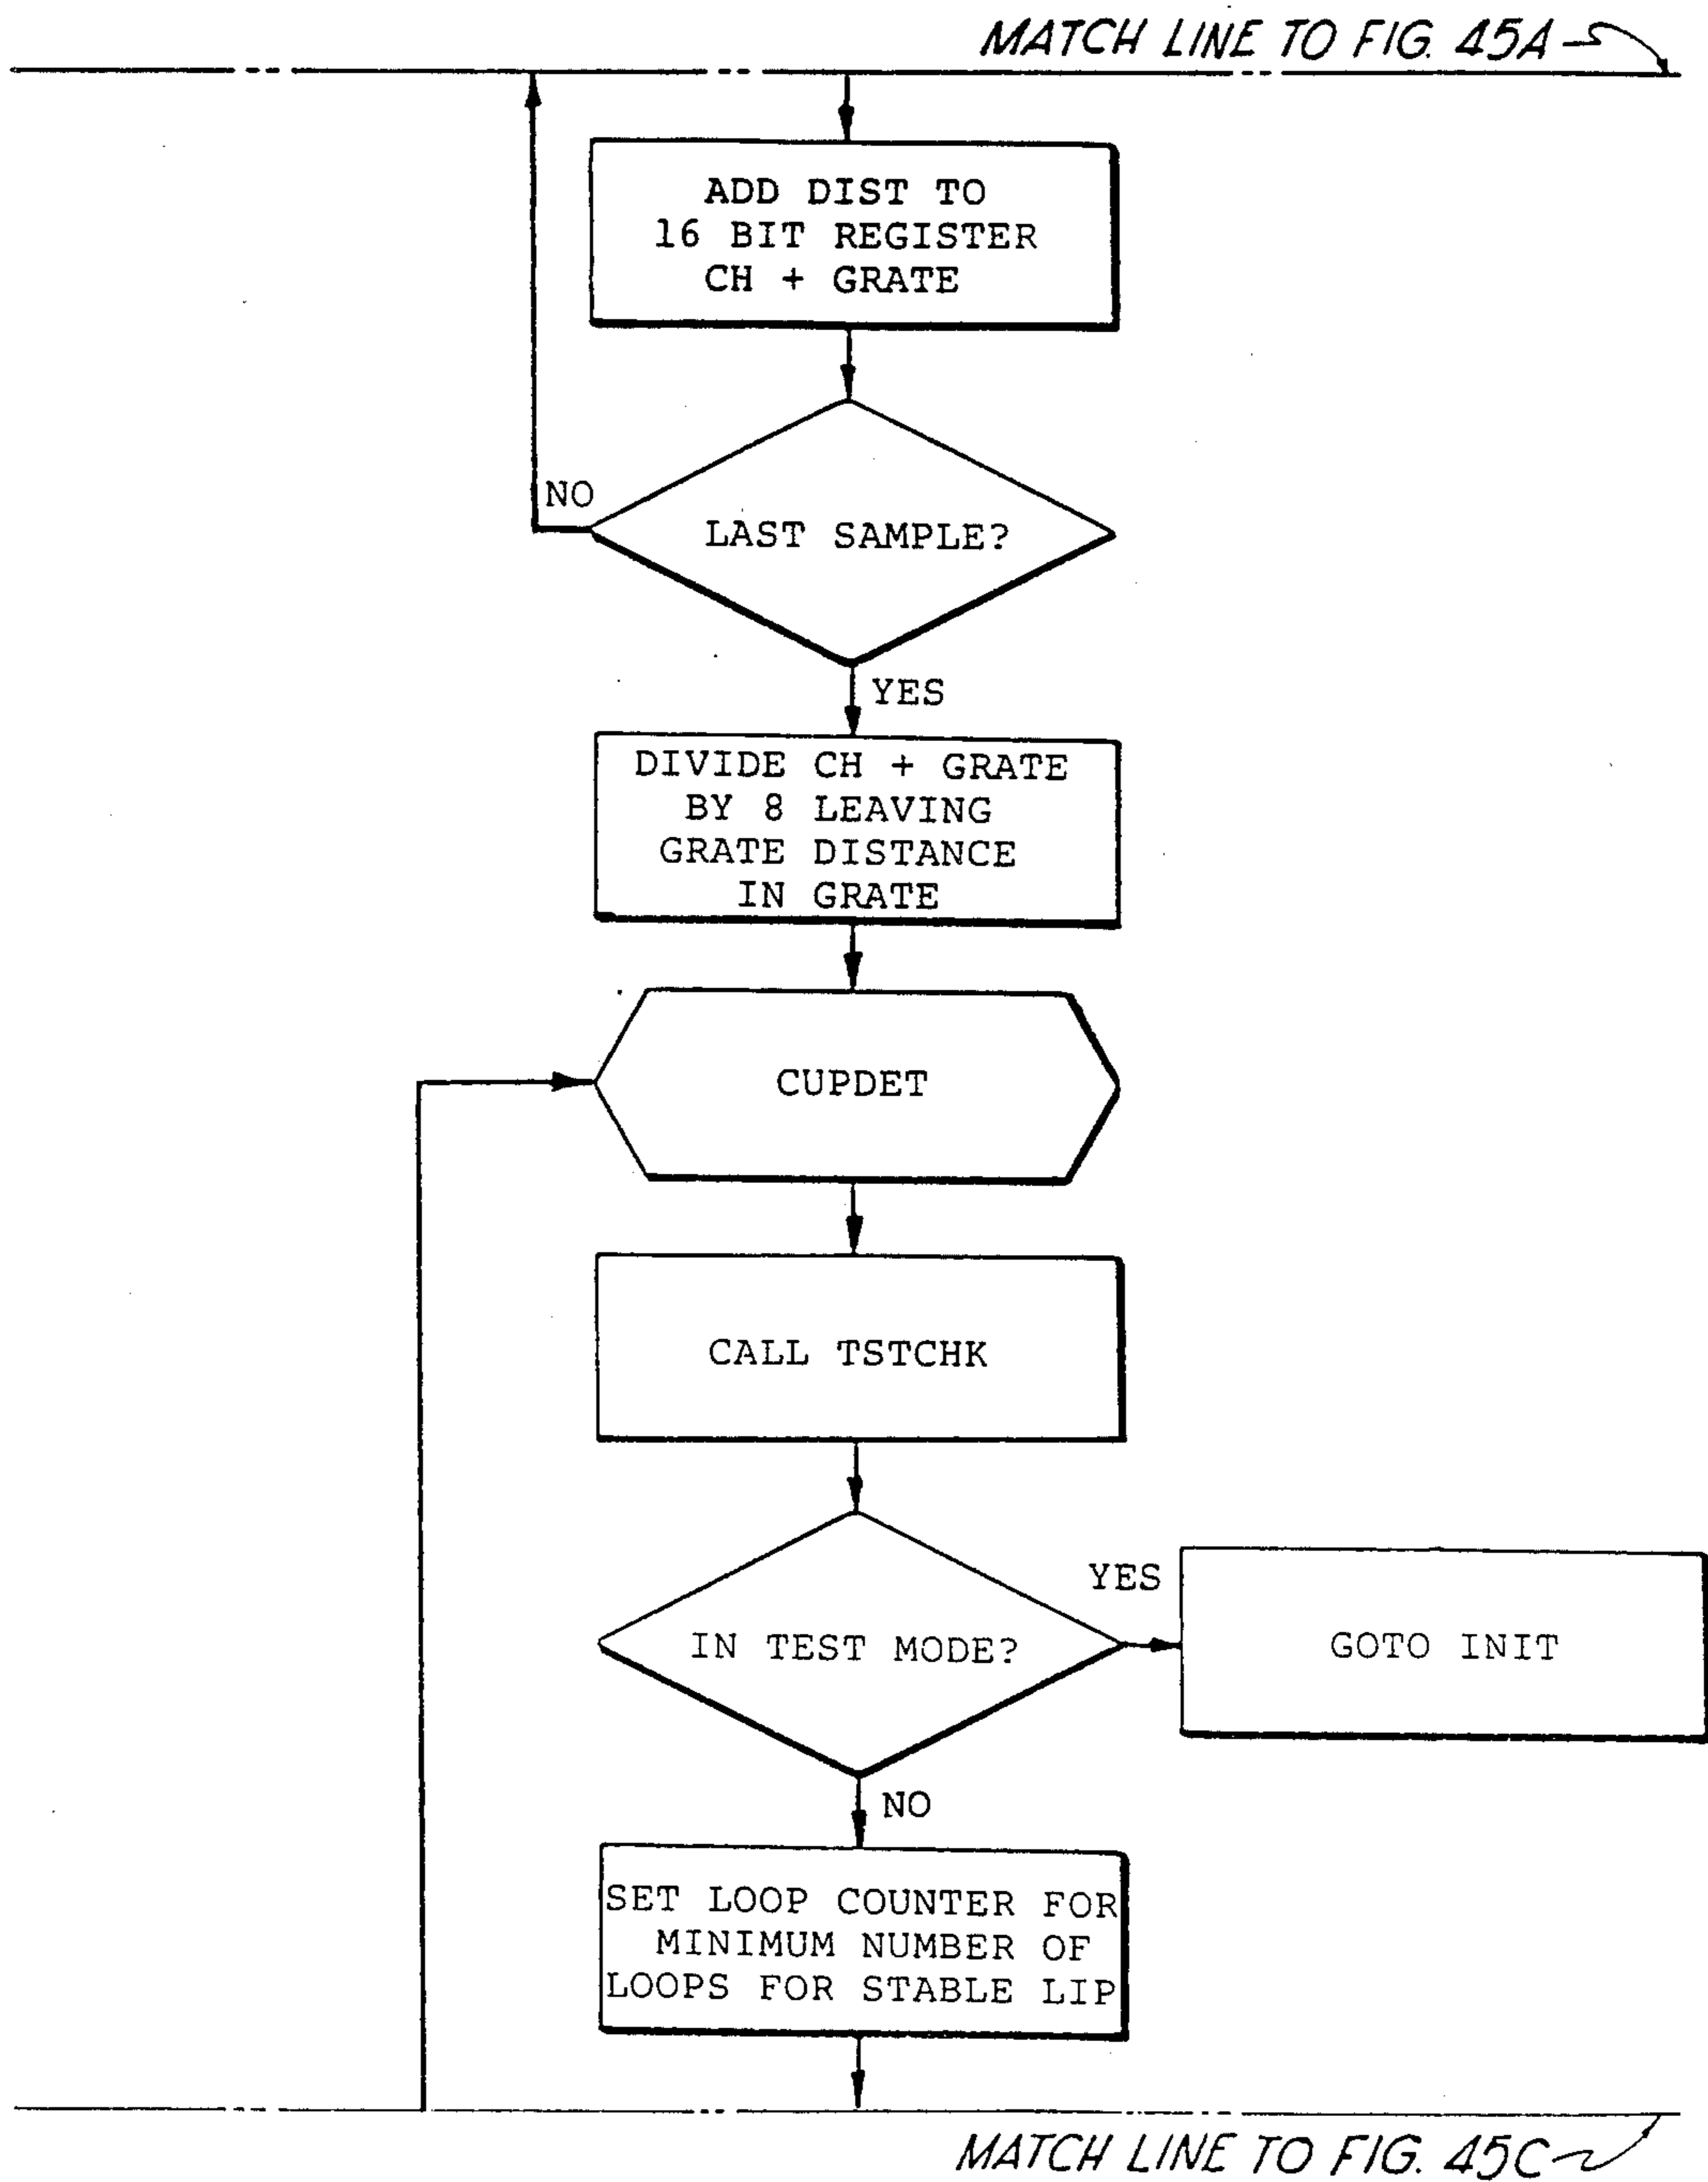 MATCH LINE TO FIG. 45A
ADD DIST TO
16 BIT REGISTER
CH + GRATE
NO
LAST SAMPLE?
YES
DIVIDE CH + GRATE
BY 8 LEAVING
GRATE DISTANCE
IN GRATE
CUPDET
CALL TSTCHK
YES
IN TEST MODE?
GOTO INIT
NO
SET LOOP COUNTER FOR
MINIMUM NUMBER OF
LOOPS FOR STABLE LIP
MATCH LINE TO FIG. 45C